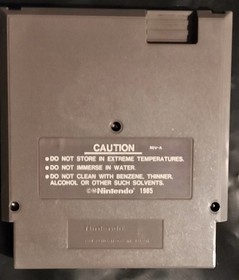 CAUTION REV-A
• DO NOT STORE IN EXTREME TEMPERATURES.
• DO NOT IMMERSE IN WATER.
• DO NOT CLEAN WITH BENZENE, THINNER,
ALCOHOL OR OTHER SUCH SOLVENTS.
©® Nintendo® 1985
Nintendo